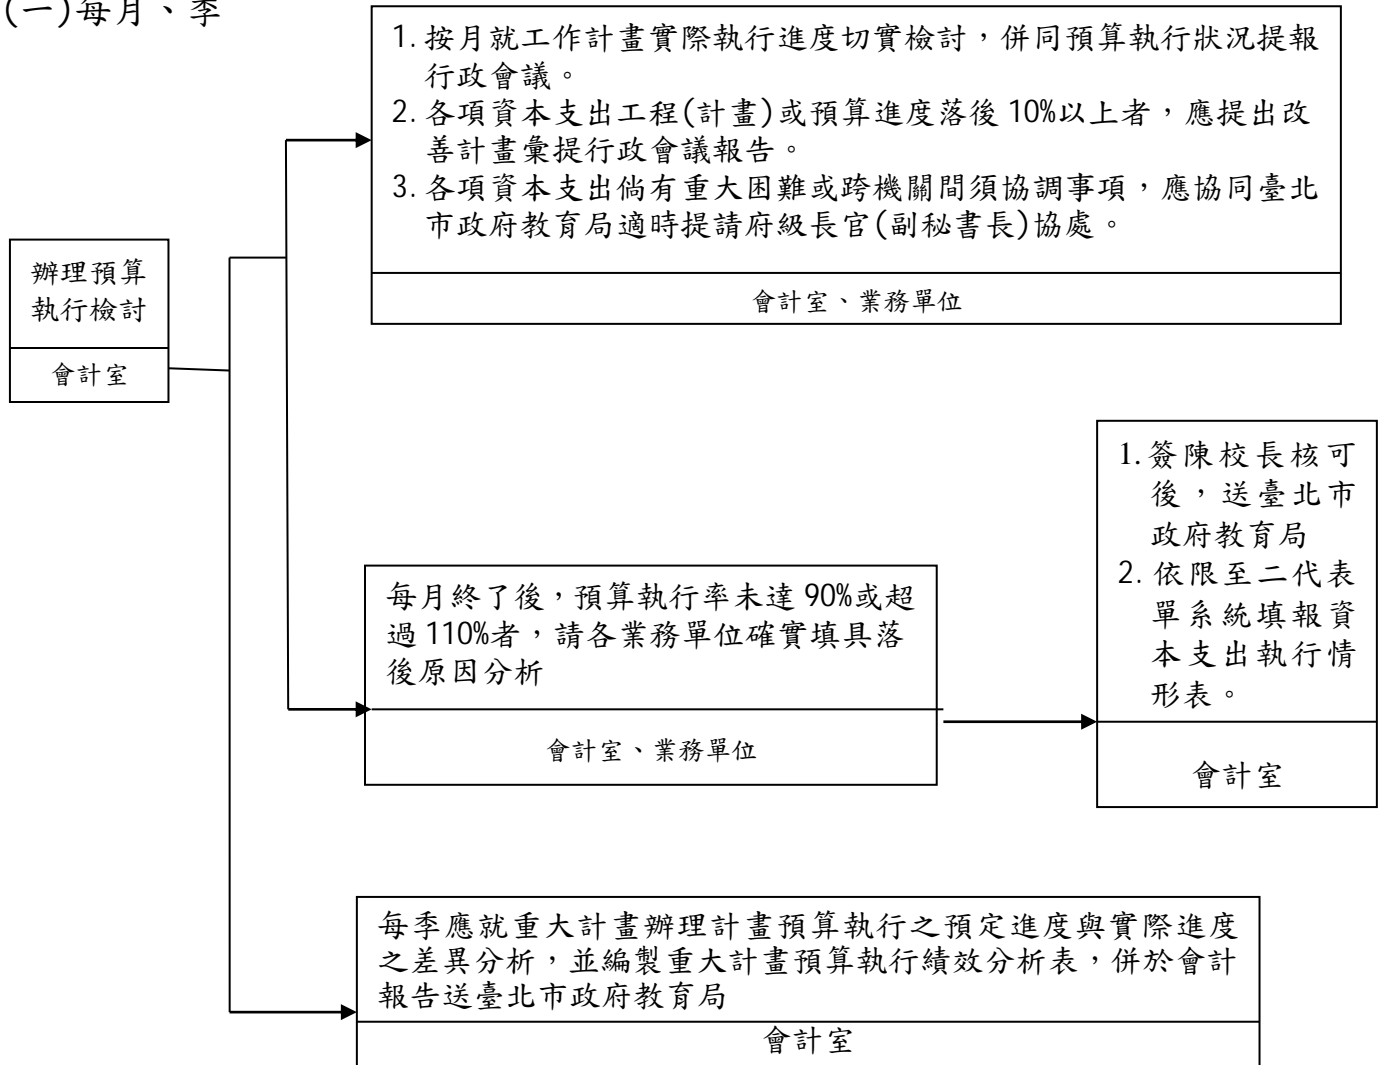 (一)每月、季
1. 按月就工作計畫實際執行進度切實檢討，併同預算執行狀況提報
行政會議。
2. 各項資本支出工程(計畫)或預算進度落後 10%以上者，應提出改
善計畫彙提行政會議報告。
3. 各項資本支出倘有重大困難或跨機關間須協調事項，應協同臺北
市政府教育局適時提請府級長官(副秘書長)協處。
會計室、業務單位
辦理預算
執行檢討
會計室
每月終了後，預算執行率未達 90%或超
過 110%者，請各業務單位確實填具落
後原因分析
會計室、業務單位
1. 簽陳校長核可
後，送臺北市
政府教育局
2. 依限至二代表
單系統填報資
本支出執行情
形表。
會計室
每季應就重大計畫辦理計畫預算執行之預定進度與實際進度
之差異分析，並編製重大計畫預算執行績效分析表，併於會計
報告送臺北市政府教育局
會計室